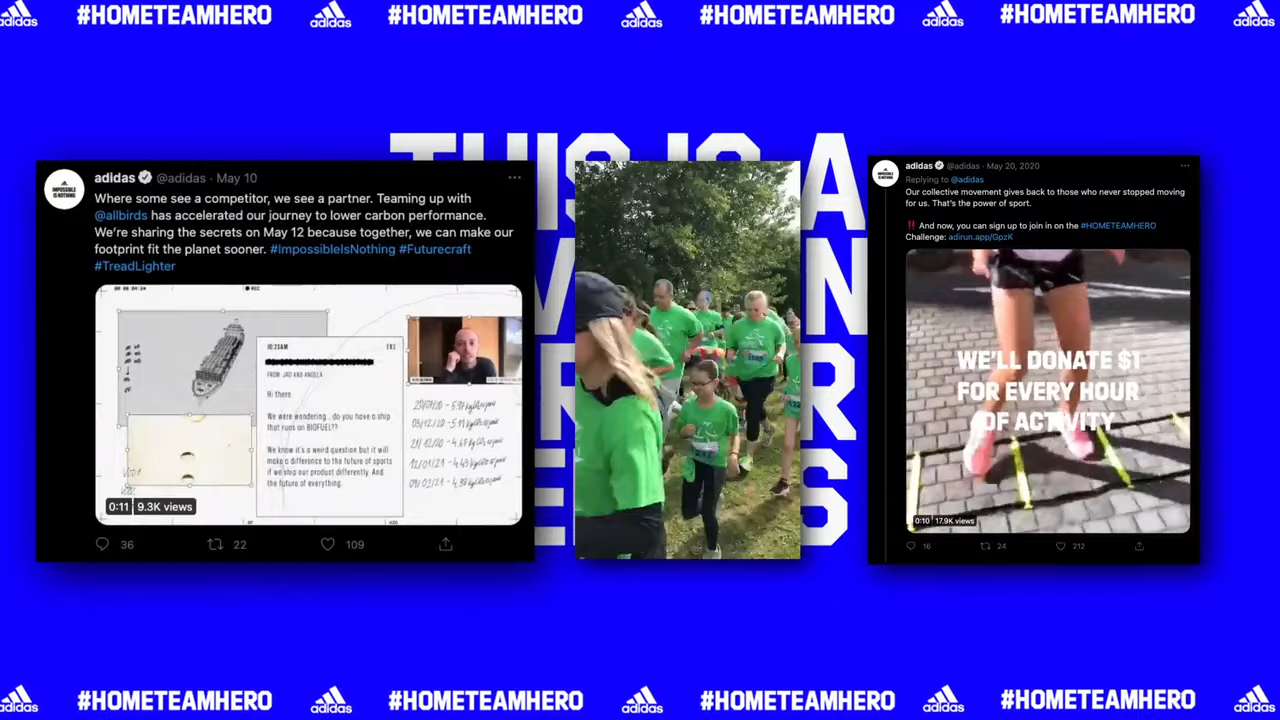 adidas #HOMETEAMHERO adidas #HOMETEAMHERO adidas #HOMETEAMHERO adidas #HOMETEAMHERO adidas
THIS IS A
adidas @adidas · May 10
IMPOSSIBLE
IS NOTHING
Where some see a competitor, we see a partner. Teaming up with
@allbirds has accelerated our journey to lower carbon performance.
We're sharing the secrets on May 12 because together, we can make our
footprint fit the planet sooner. #ImpossibleIsNothing #Futurecraft
#TreadLighter
REC
10:23AM [X]
FROM JAD AND ANGELA
Hi there
We were wondering.. do you have a ship
that runs on BIOFUEL??
We know it's a weird question but it will
make a difference to the future of sports
if we ship our product differently. And
the future of everything.
0:11 9.3K views
36 22 109
adidas @adidas · May 20, 2020
Replying to @adidas
Our collective movement gives back to those who never stopped moving
for us. That's the power of sport.
‼️ And now, you can sign up to join in on the #HOMETEAMHERO
Challenge: adirun.app/GpzK
WE'LL DONATE $1
FOR EVERY HOUR
OF ACTIVITY
0:10 17.9K views
16 24 212
adidas #HOMETEAMHERO adidas #HOMETEAMHERO adidas #HOMETEAMHERO adidas #HOMETEAMHERO adidas